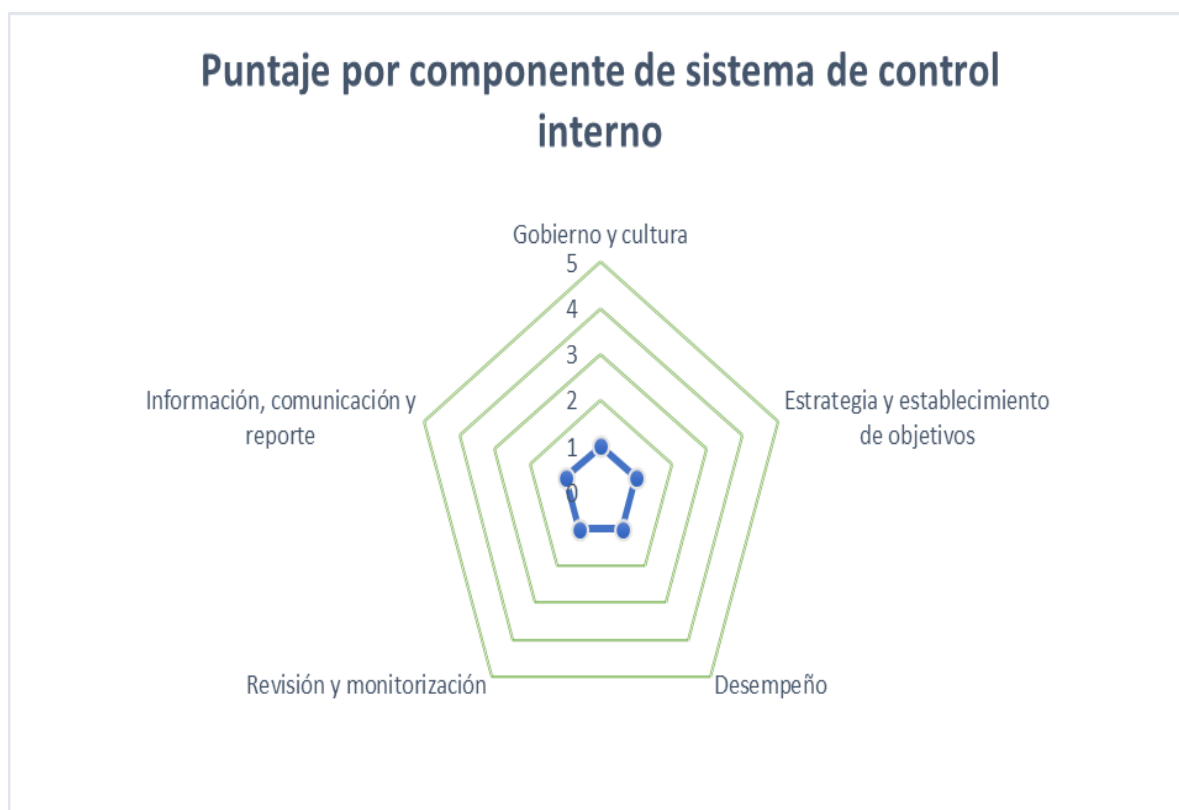 Puntaje por componente de sistema de control
interno
Gobierno y cultura
5
4
3
2
1
0
Estrategia y establecimiento
de objetivos
Desempeño
Revisión y monitorización
Información, comunicación y
reporte